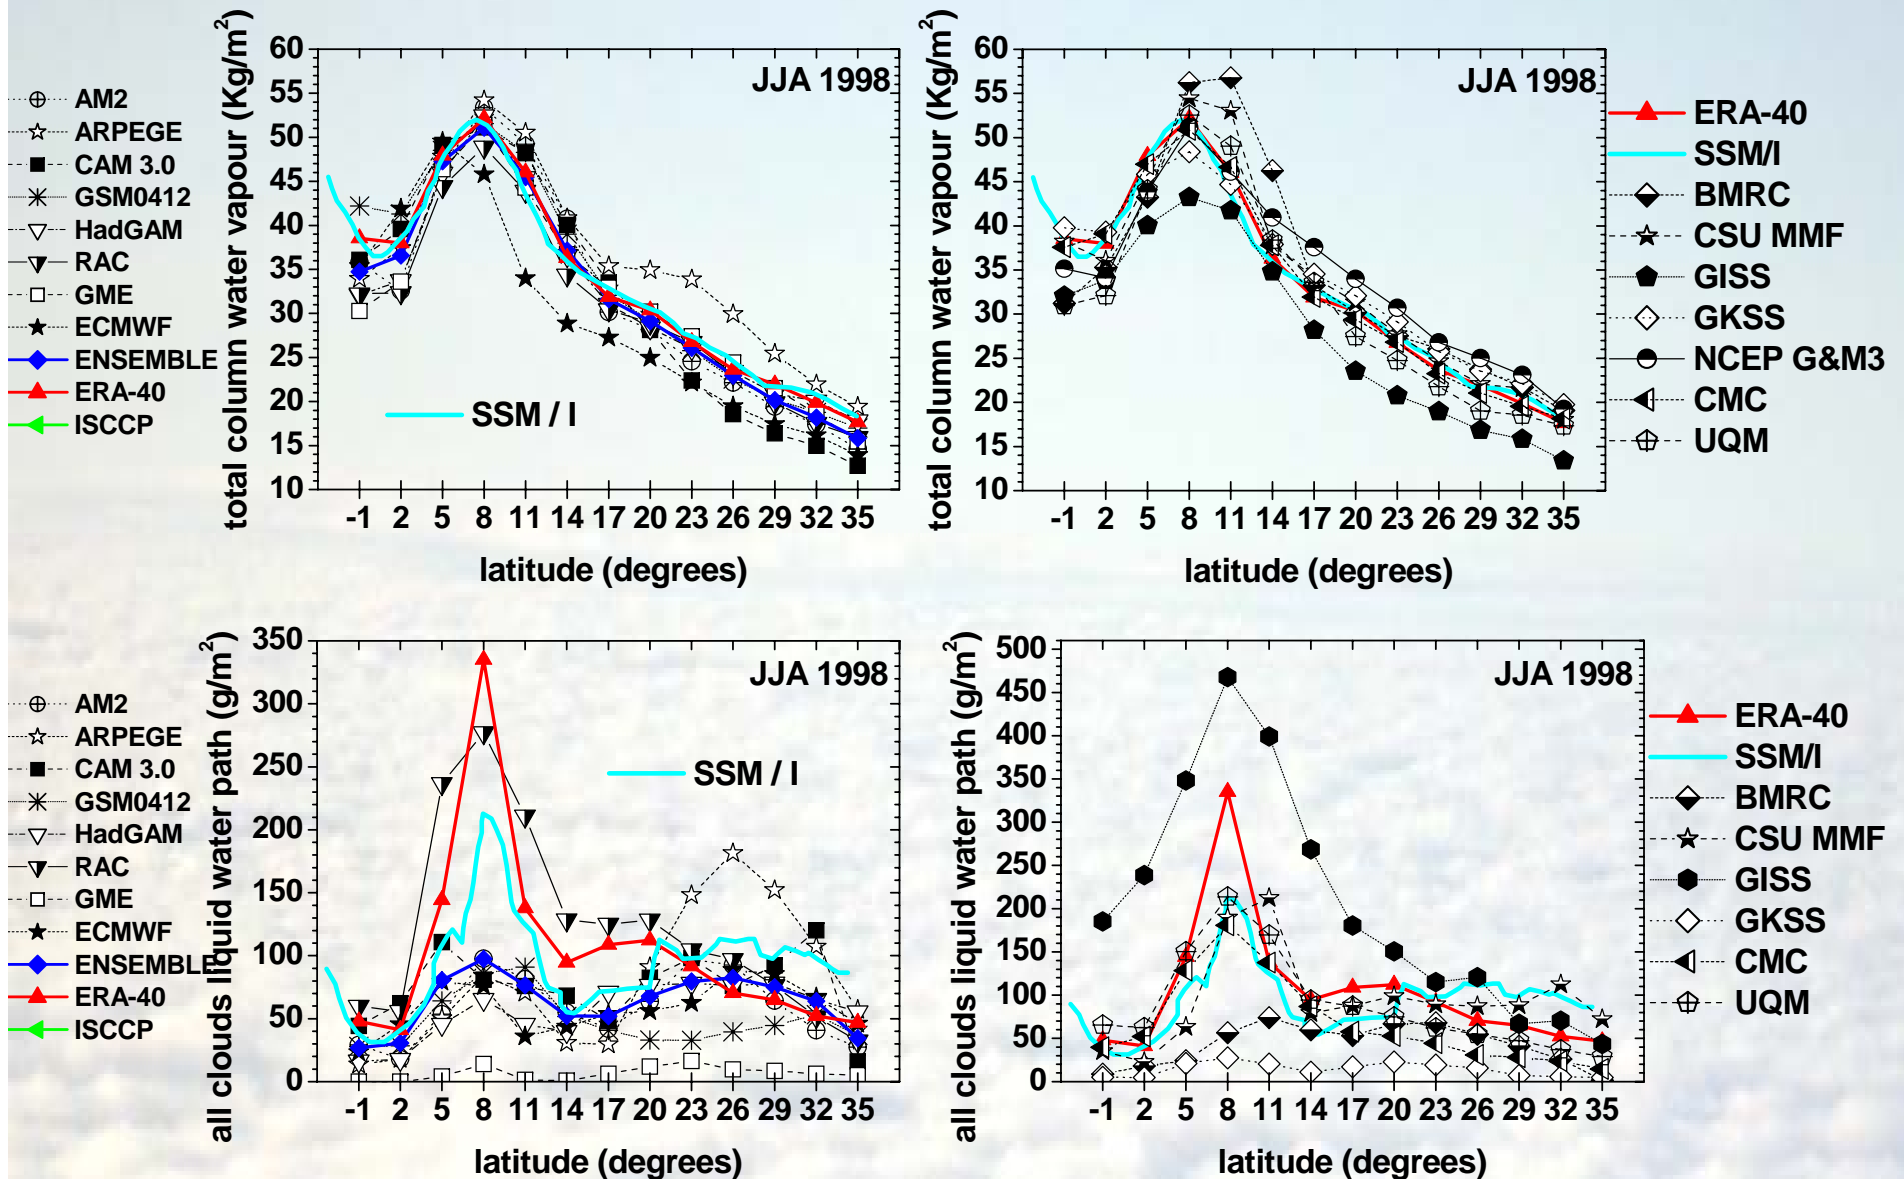 total column water vapour (Kg/m²)
60
55
50
45
40
35
30
25
20
15
10
JJA 1998
AM2
ARPEGE
CAM 3.0
GSM0412
HadGAM
RAC
GME
ECMWF
ENSEMBLE
ERA-40
ISCCP
SSM / I
-1 2 5 8 11 14 17 20 23 26 29 32 35
latitude (degrees)
total column water vapour (Kg/m²)
60
55
50
45
40
35
30
25
20
15
10
JJA 1998
ERA-40
SSM/I
BMRC
CSU MMF
GISS
GKSS
NCEP G&M3
CMC
UQM
-1 2 5 8 11 14 17 20 23 26 29 32 35
latitude (degrees)
all clouds liquid water path (g/m²)
350
300
250
200
150
100
50
0
JJA 1998
AM2
ARPEGE
CAM 3.0
GSM0412
HadGAM
RAC
GME
ECMWF
ENSEMBLE
ERA-40
ISCCP
SSM / I
-1 2 5 8 11 14 17 20 23 26 29 32 35
latitude (degrees)
all clouds liquid water path (g/m²)
500
450
400
350
300
250
200
150
100
50
0
JJA 1998
ERA-40
SSM/I
BMRC
CSU MMF
GISS
GKSS
CMC
UQM
-1 2 5 8 11 14 17 20 23 26 29 32 35
latitude (degrees)